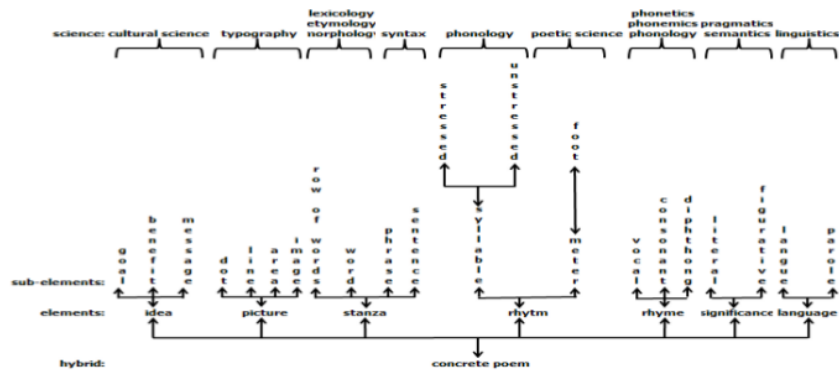 lexicology
etymology
morphology
phonetics
phonemics
phonology
pragmatics
semantics
science: cultural science typography syntax phonology poetic science linguistics
stressed
unstressed
foot
sub-elements:
goal
benefit
message
dot
line
area
image
row of words
word
phrase
sentence
syllable
meter
vocal
consonant
diphthong
literal
figurative
langue
parole
elements: idea picture stanza rhytm rhyme significance language
hybrid: concrete poem